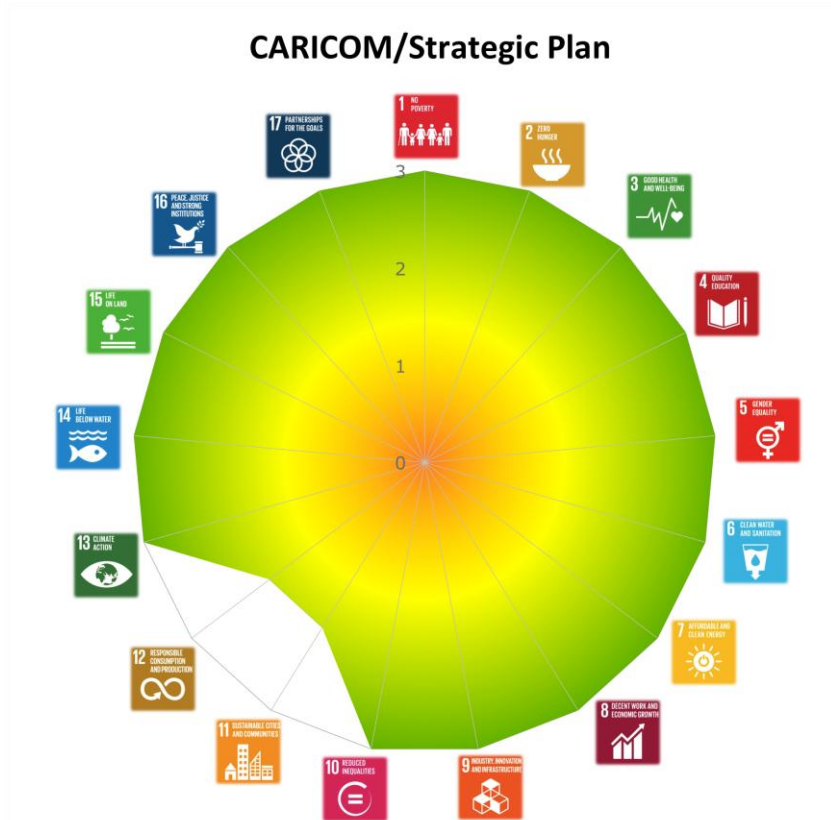 CARICOM/Strategic Plan
1 NO
POVERTY
2 ZERO
HUNGER
3 GOOD HEALTH
AND WELL-BEING
4 QUALITY
EDUCATION
5 GENDER
EQUALITY
6 CLEAN WATER
AND SANITATION
7 AFFORDABLE AND
CLEAN ENERGY
8 DECENT WORK AND
ECONOMIC GROWTH
9 INDUSTRY, INNOVATION
AND INFRASTRUCTURE
10 REDUCED
INEQUALITIES
11 SUSTAINABLE CITIES
AND COMMUNITIES
12 RESPONSIBLE
CONSUMPTION
AND PRODUCTION
13 CLIMATE
ACTION
14 LIFE
BELOW WATER
15 LIFE
ON LAND
16 PEACE, JUSTICE
AND STRONG
INSTITUTIONS
17 PARTNERSHIPS
FOR THE GOALS
3
2
1
0